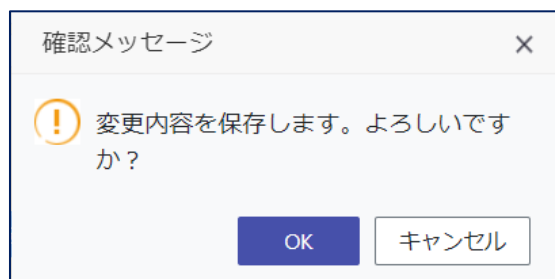 確認メッセージ
変更内容を保存します。よろしいです
か？
OK
キャンセル